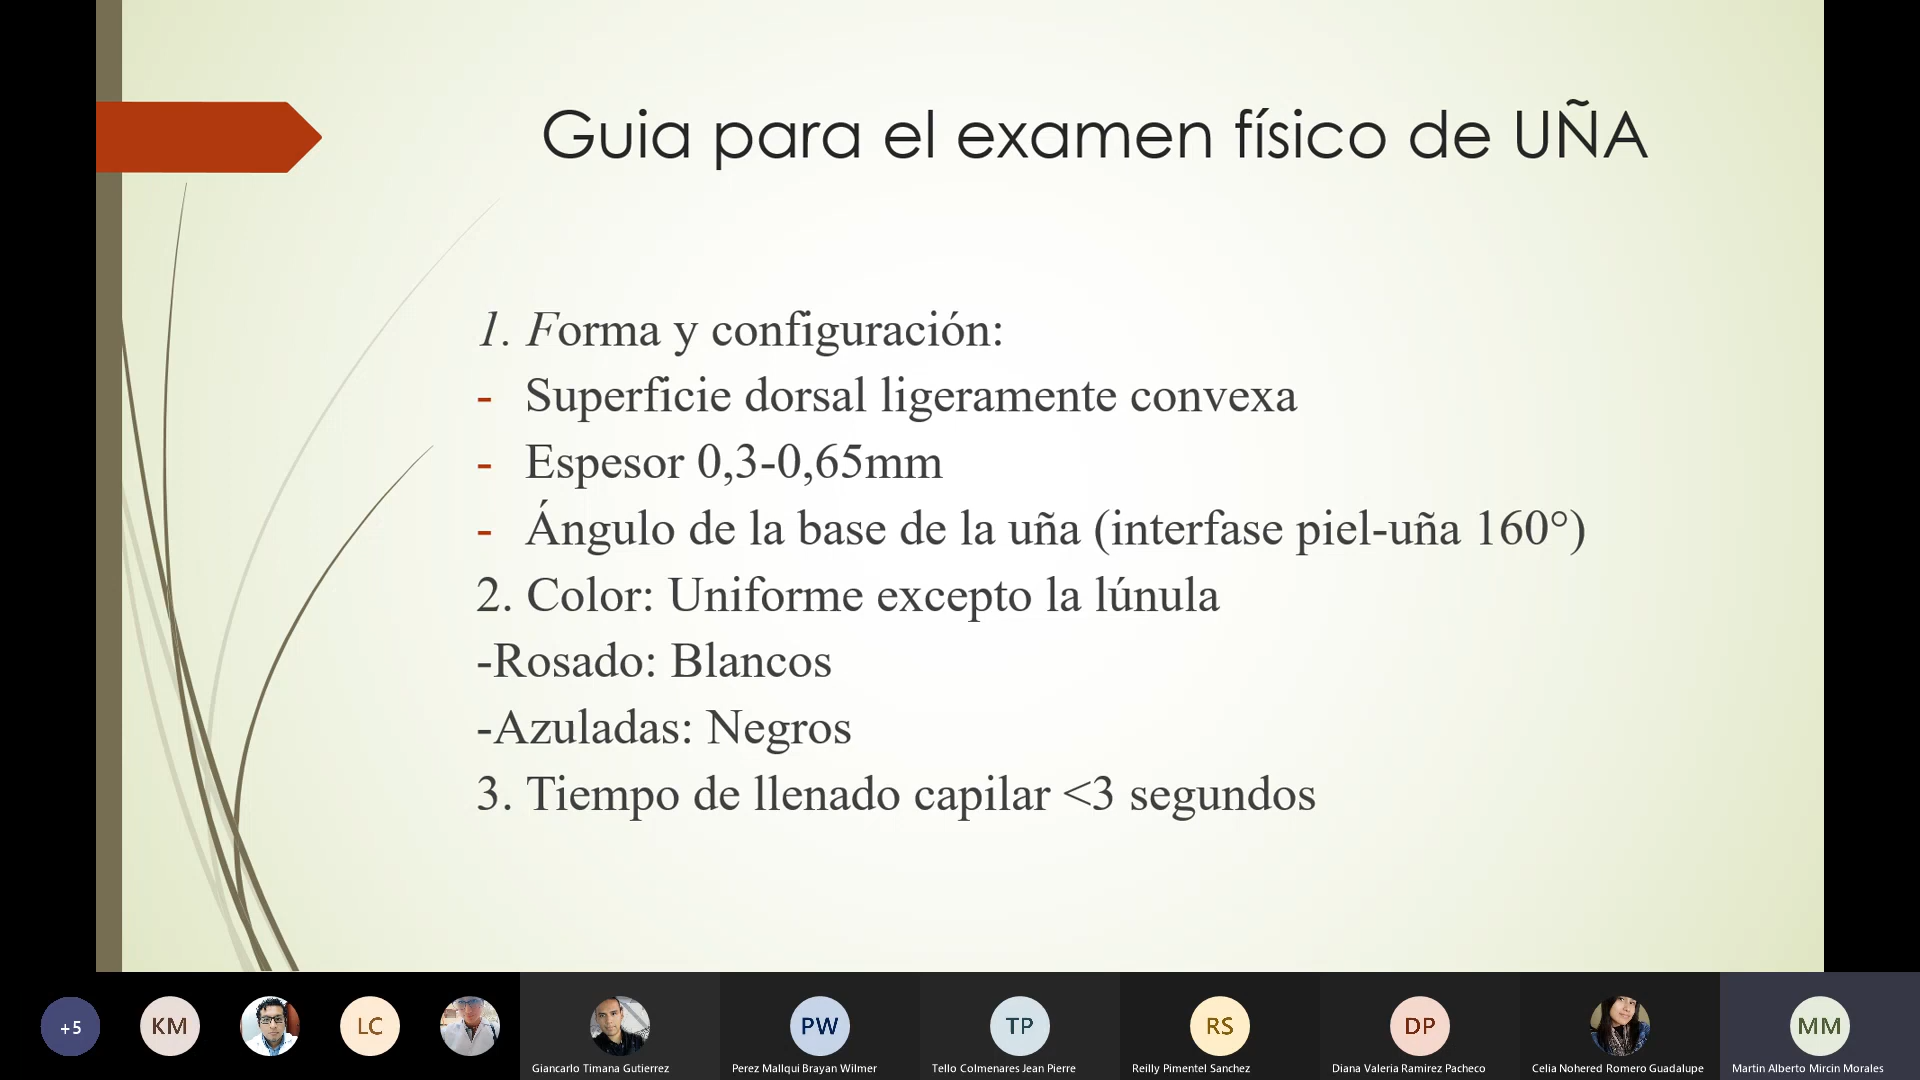 Guia para el examen físico de UÑA
1. Forma y configuración:
- Superficie dorsal ligeramente convexa
- Espesor 0,3-0,65mm
- Ángulo de la base de la uña (interfase piel-uña 160°)
2. Color: Uniforme excepto la lúnula
-Rosado: Blancos
-Azuladas: Negros
3. Tiempo de llenado capilar <3 segundos
+5
KM
LC
PW
TP
RS
DP
MM
Giancarlo Timana Gutierrez
Perez Mallqui Brayan Wilmer
Tello Colmenares Jean Pierre
Reilly Pimentel Sanchez
Diana Valeria Ramirez Pacheco
Celia Nohered Romero Guadalupe
Martin Alberto Mircin Morales